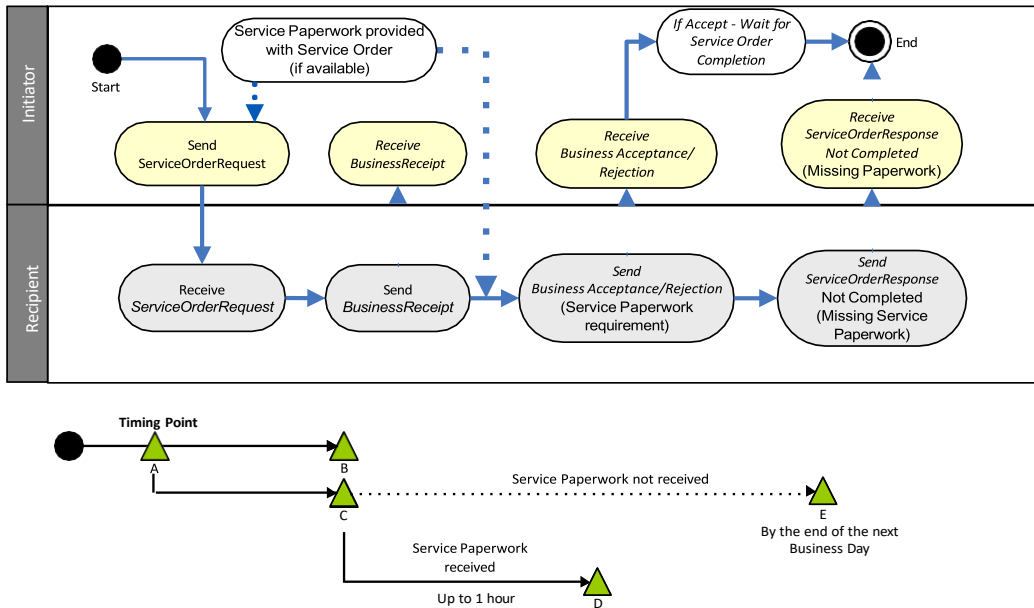 Initiator
Start
Service Paperwork provided
with Service Order
(if available)
If Accept - Wait for
Service Order
Completion
End
Send
ServiceOrderRequest
Receive
BusinessReceipt
Receive
Business Acceptance/
Rejection
Receive
ServiceOrderResponse
Not Completed
(Missing Paperwork)
Recipient
Receive
ServiceOrderRequest
Send
BusinessReceipt
Send
Business Acceptance/Rejection
(Service Paperwork
requirement)
Send
ServiceOrderResponse
Not Completed
(Missing Service
Paperwork)
Timing Point
A
B
C
Service Paperwork not received
E
By the end of the next
Business Day
Service Paperwork
received
Up to 1 hour
D